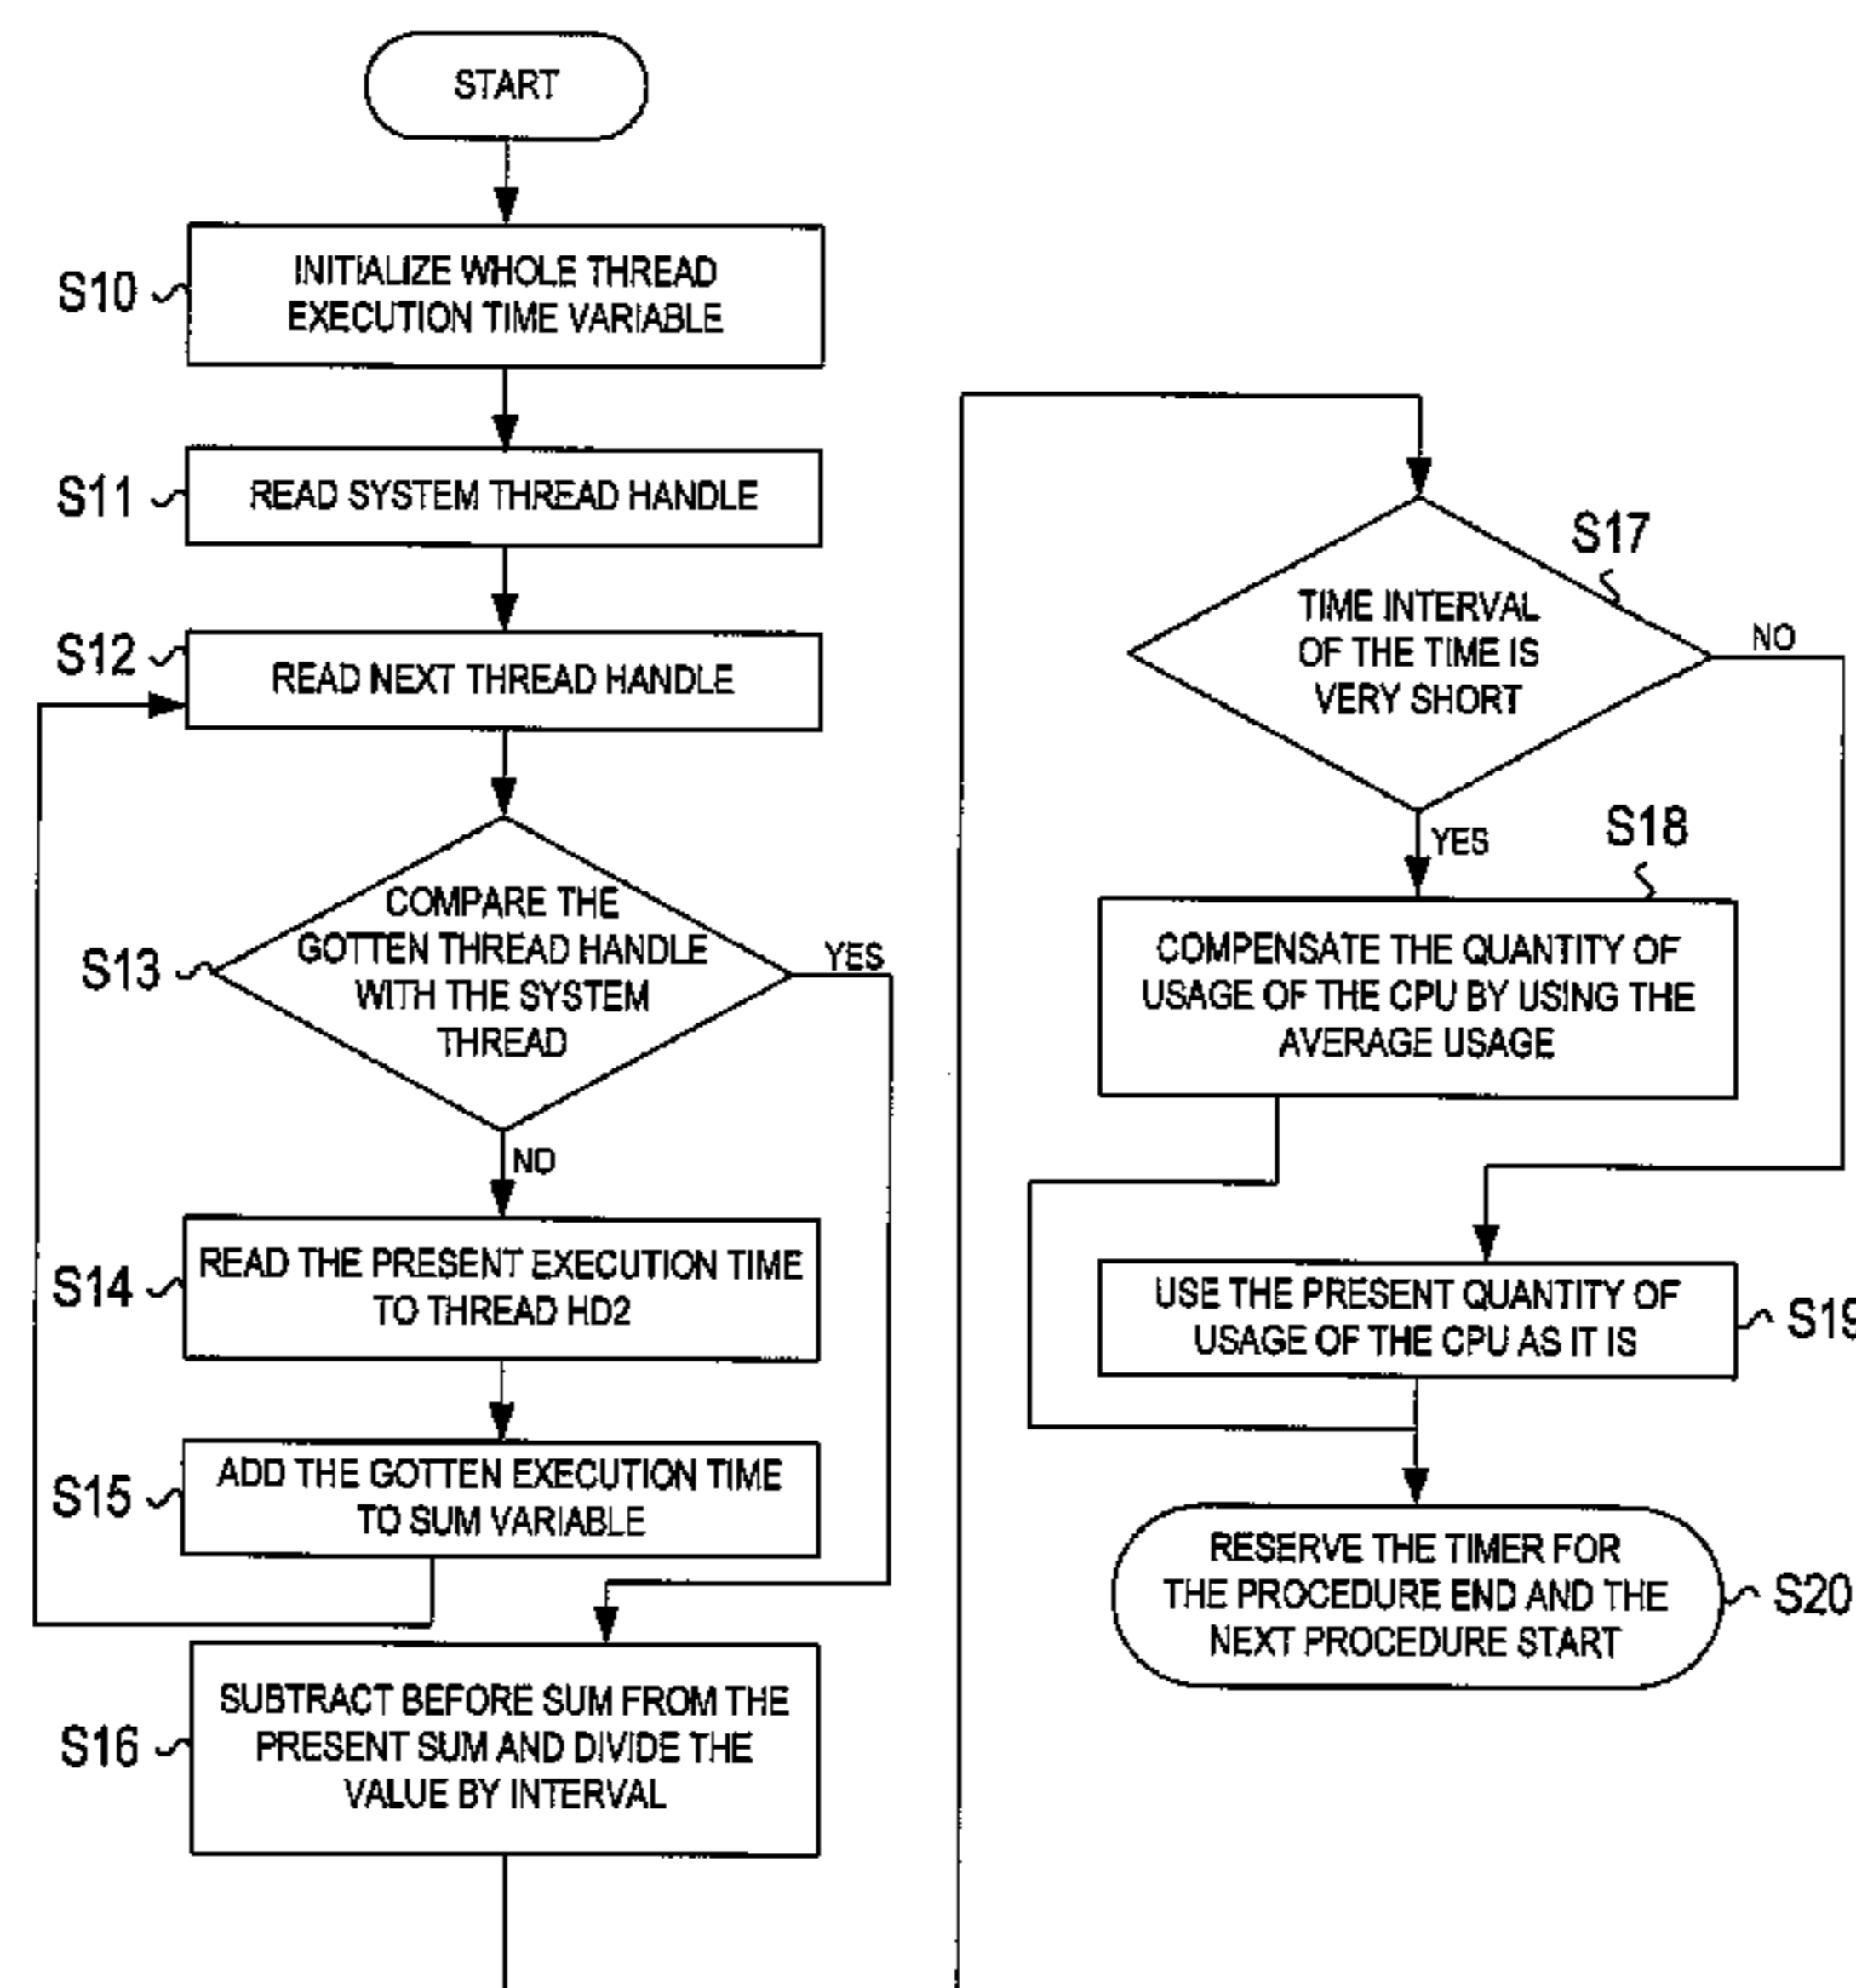 START
S10
INITIALIZE WHOLE THREAD
EXECUTION TIME VARIABLE
S11
READ SYSTEM THREAD HANDLE
S12
READ NEXT THREAD HANDLE
S13
COMPARE THE
GOTTEN THREAD HANDLE
WITH THE SYSTEM
THREAD
YES
NO
S14
READ THE PRESENT EXECUTION TIME
TO THREAD HD2
S15
ADD THE GOTTEN EXECUTION TIME
TO SUM VARIABLE
S16
SUBTRACT BEFORE SUM FROM THE
PRESENT SUM AND DIVIDE THE
VALUE BY INTERVAL
S17
TIME INTERVAL
OF THE TIME IS
VERY SHORT
NO
YES
S18
COMPENSATE THE QUANTITY OF
USAGE OF THE CPU BY USING THE
AVERAGE USAGE
USE THE PRESENT QUANTITY OF
USAGE OF THE CPU AS IT IS
S19
RESERVE THE TIMER FOR
THE PROCEDURE END AND THE
NEXT PROCEDURE START
S20